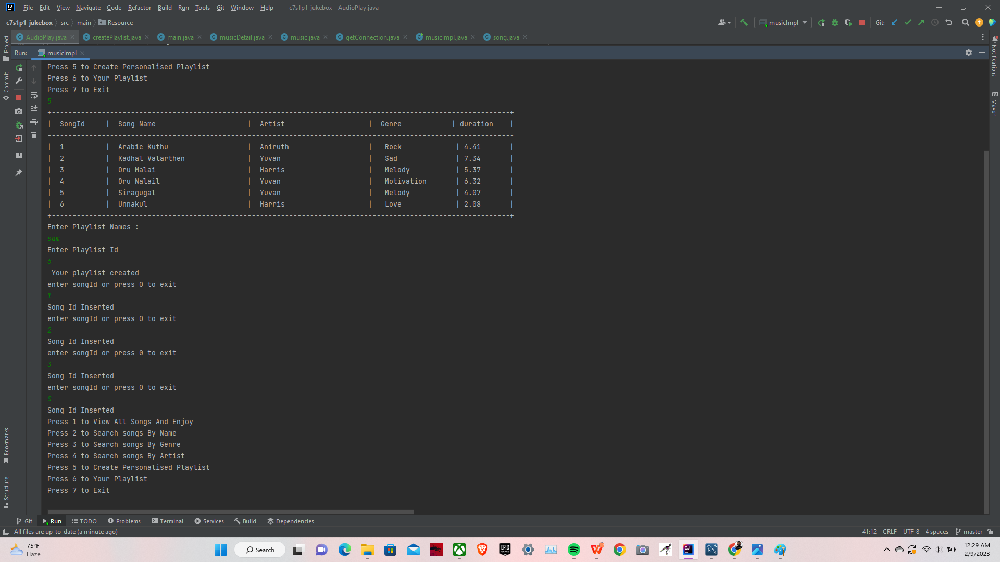 File Edit View Navigate Code Refactor Build Run Tools Git Window Help c7s1p1-jukebox - AudioPlay.java
c7s1p1-jukebox src main Resource musicImpl Git:
AudioPlay.java createPlaylist.java main.java musicDetail.java music.java getConnection.java musicImpl.java song.java
Run: musicImpl
Project
Commit
Bookmarks
Structure
Notifications
Maven
Press 5 to Create Personalised Playlist
Press 6 to Your Playlist
Press 7 to Exit
5
+--------------------------------------------------------------------------------------------------------------+
| SongId | Song Name | Artist | Genre | duration |
----------------------------------------------------------------------------------------------------------------
| 1 | Arabic Kuthu | Aniruth | Rock | 4.41 |
| 2 | Kadhal Valarthen | Yuvan | Sad | 7.34 |
| 3 | Oru Malai | Harris | Melody | 5.37 |
| 4 | Oru Nalail | Yuvan | Motivation | 6.32 |
| 5 | Siragugal | Yuvan | Melody | 4.07 |
| 6 | Unnakul | Harris | Love | 2.08 |
+--------------------------------------------------------------------------------------------------------------+
Enter Playlist Names :
sam
Enter Playlist Id
6
Your playlist created
enter songId or press 0 to exit
1
Song Id Inserted
enter songId or press 0 to exit
2
Song Id Inserted
enter songId or press 0 to exit
3
Song Id Inserted
enter songId or press 0 to exit
0
Song Id Inserted
Press 1 to View All Songs And Enjoy
Press 2 to Search songs By Name
Press 3 to Search songs By Genre
Press 4 to Search songs By Artist
Press 5 to Create Personalised Playlist
Press 6 to Your Playlist
Press 7 to Exit
Git Run TODO Problems Terminal Services Build Dependencies
All files are up-to-date (a minute ago) 41:12 CRLF UTF-8 4 spaces master
75°F
Haze
Search
EPIC GAMES
12:29 AM
2/9/2023